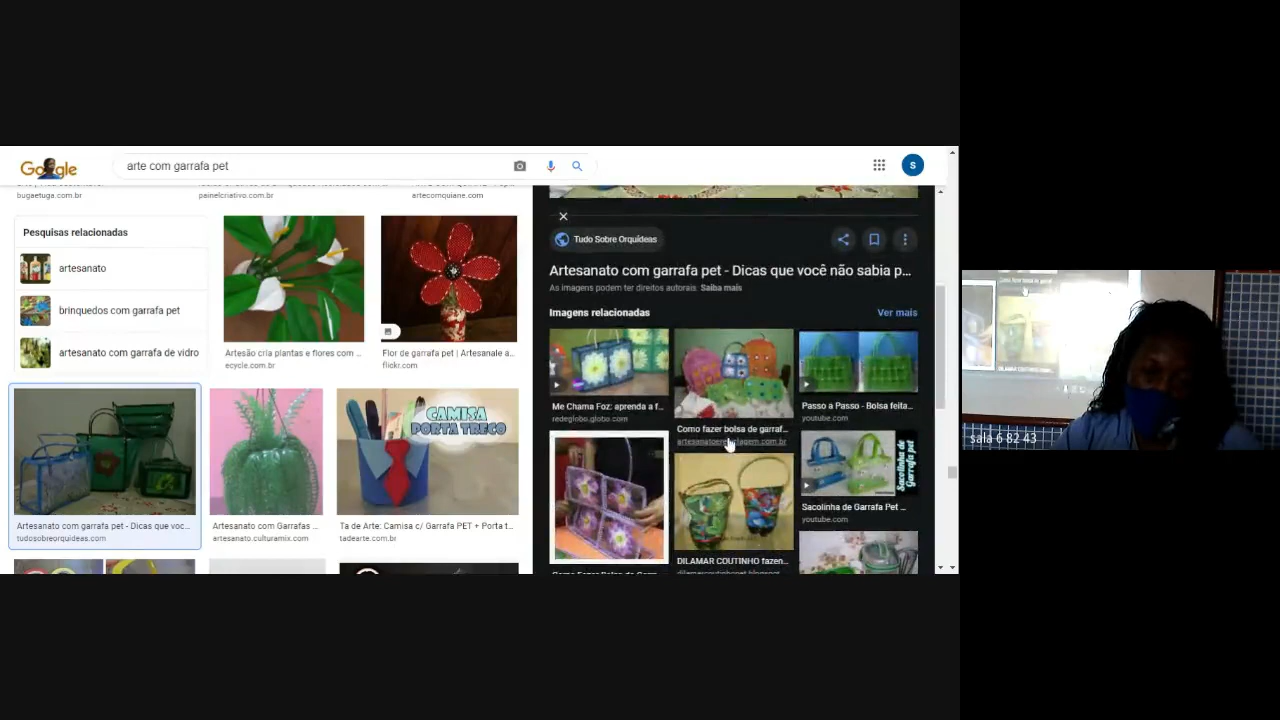 Google
arte com garrafa pet
S
bugaetuga.com.br
painelcriativo.com.br
artecomquiane.com
Pesquisas relacionadas
artesanato
brinquedos com garrafa pet
artesanato com garrafa de vidro
Artesão cria plantas e flores com ...
ecycle.com.br
Flor de garrafa pet | Artesanale a...
flickr.com
CAMISA
PORTA TRECO
Artesanato com garrafa pet - Dicas que voc...
tudosobreorquideas.com
Artesanato com Garrafas ...
artesanato.culturamix.com
Ta de Arte: Camisa c/ Garrafa PET + Porta t...
tadearte.com.br
Tudo Sobre Orquídeas
Artesanato com garrafa pet - Dicas que você não sabia p...
As imagens podem ter direitos autorais. Saiba mais
Imagens relacionadas
Ver mais
Me Chama Foz: aprenda a f...
redeglobo.globo.com
Como fazer bolsa de garraf...
Passo a Passo - Bolsa feita...
youtube.com
Sacolinha de
Garrafa pet
Sacolinha de Garrafa Pet ...
youtube.com
DILAMAR COUTINHO fazen...
sala 6 82 43